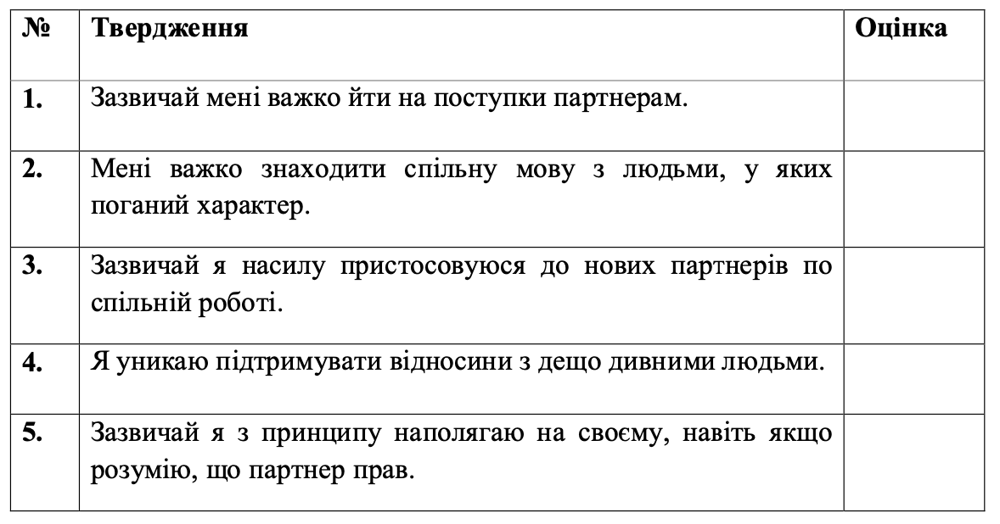 № Твердження Оцінка
1. Зазвичай мені важко йти на поступки партнерам.
2. Мені важко знаходити спільну мову з людьми, у яких
поганий характер.
3. Зазвичай я насилу пристосовуюся до нових партнерів по
спільній роботі.
4. Я уникаю підтримувати відносини з дещо дивними людьми.
5. Зазвичай я з принципу наполягаю на своєму, навіть якщо
розумію, що партнер прав.